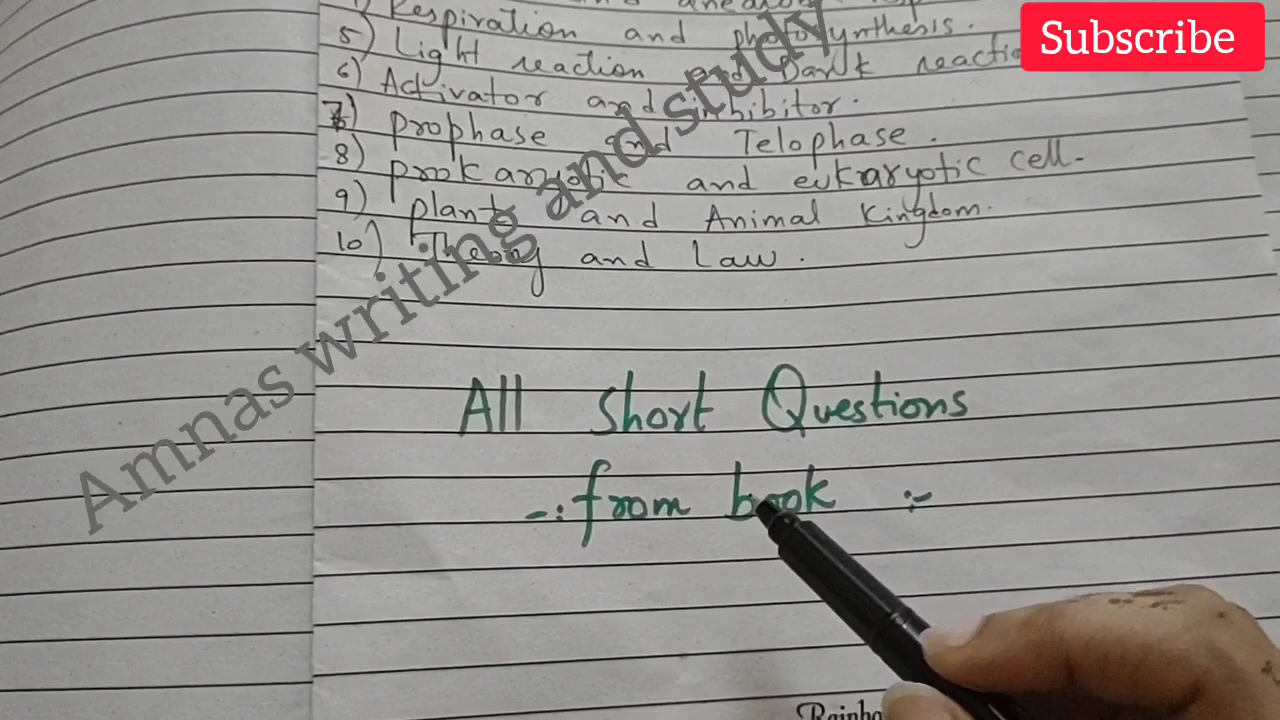 and
Respiration and photosynthesis.
5) Light reaction and Dark reaction
6) Activator and inhibitor.
7) prophase and Telophase.
8) prokaryotic and eukaryotic cell.
9) plant and Animal Kingdom.
10) Theory and Law.
All Short Questions
-: from book :-
Subscribe
Amnas writing and study
Rainbo